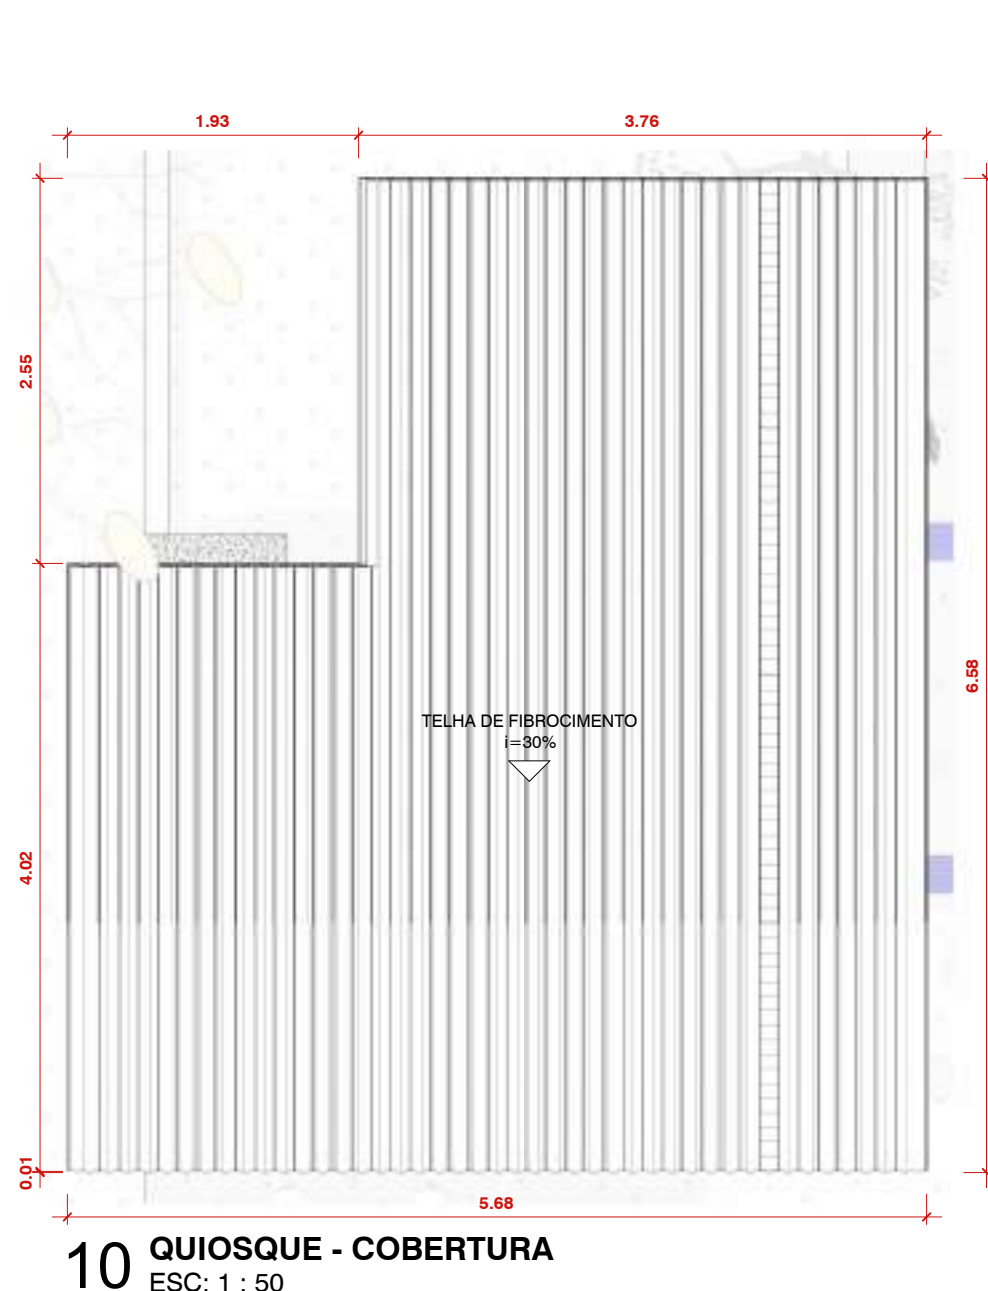 1.93
3.76
2.55
6.58
TELHA DE FIBROCIMENTO
i=30%
4.02
0.01
5.68
10
QUIOSQUE - COBERTURA
ESC: 1 : 50